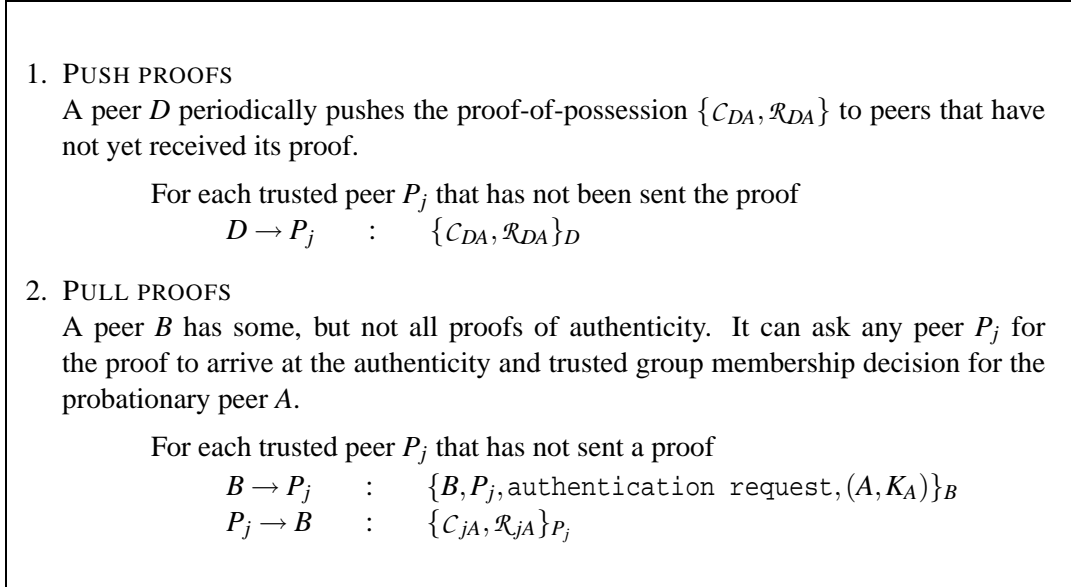 1. PUSH PROOFS
A peer D periodically pushes the proof-of-possession {C_DA, R_DA} to peers that have
not yet received its proof.
For each trusted peer P_j that has not been sent the proof
D → P_j : {C_DA, R_DA}_D
2. PULL PROOFS
A peer B has some, but not all proofs of authenticity. It can ask any peer P_j for
the proof to arrive at the authenticity and trusted group membership decision for the
probationary peer A.
For each trusted peer P_j that has not sent a proof
B → P_j : {B, P_j, authentication request, (A, K_A)}_B
P_j → B : {C_jA, R_jA}_P_j